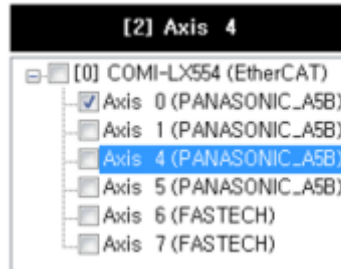 [2] Axis 4
[0] COMI-LX554 (EtherCAT)
Axis 0 (PANASONIC_A5B)
Axis 1 (PANASONIC_A5B)
Axis 4 (PANASONIC_A5B)
Axis 5 (PANASONIC_A5B)
Axis 6 (FASTECH)
Axis 7 (FASTECH)